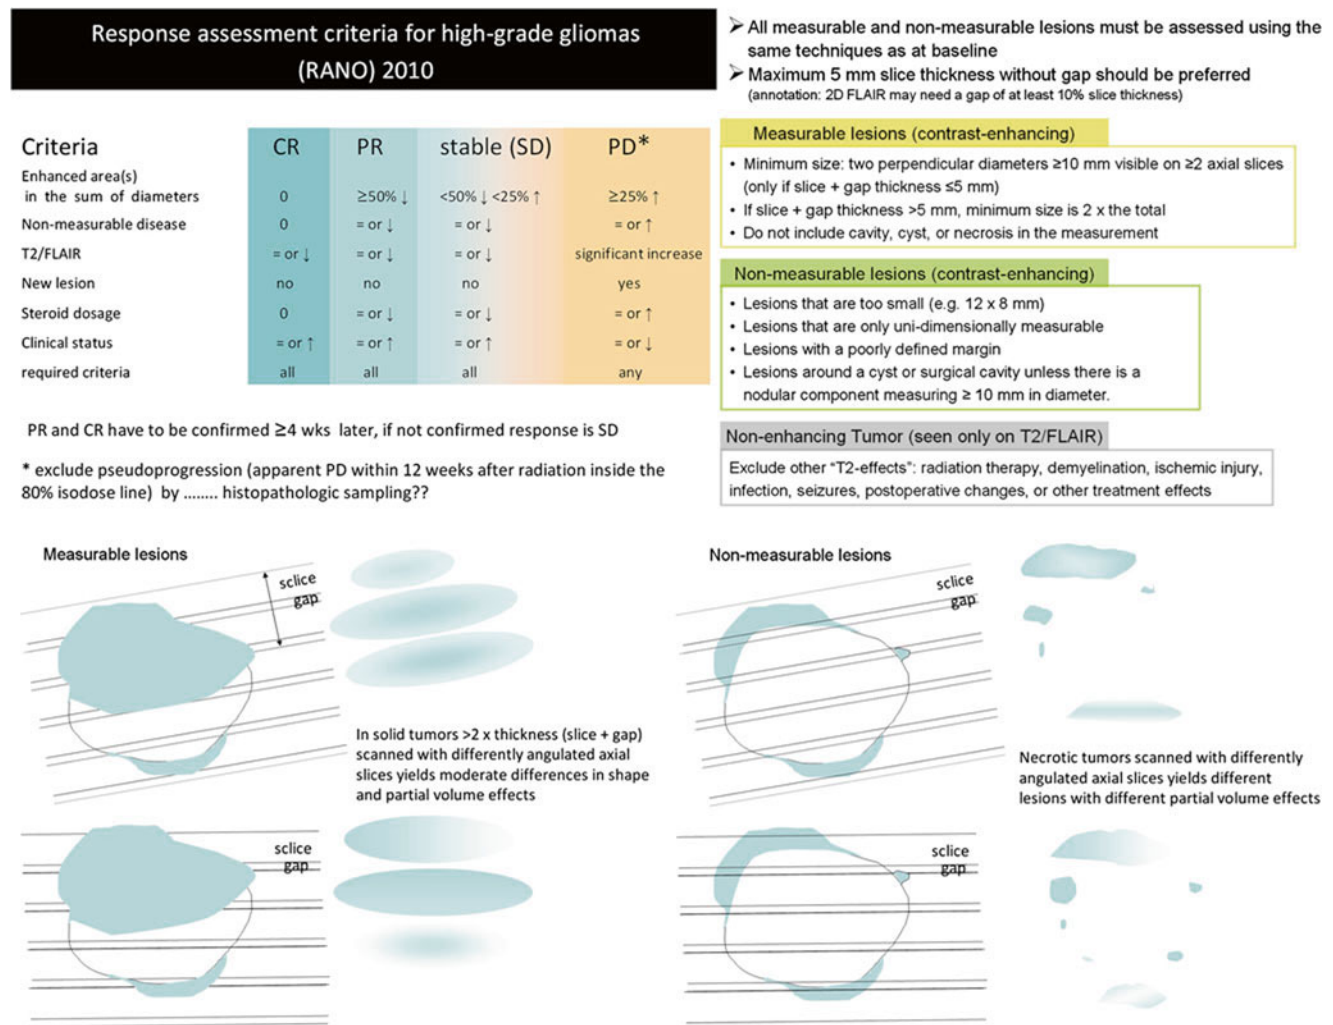 Response assessment criteria for high-grade gliomas
(RANO) 2010
Criteria CR PR stable (SD) PD*
Enhanced area(s)
in the sum of diameters 0 ≥50% ↓ <50% ↓ <25% ↑ ≥25% ↑
Non-measurable disease 0 = or ↓ = or ↓ = or ↑
T2/FLAIR = or ↓ = or ↓ = or ↓ significant increase
New lesion no no no yes
Steroid dosage 0 = or ↓ = or ↓ = or ↑
Clinical status = or ↑ = or ↑ = or ↑ = or ↓
required criteria all all all any
PR and CR have to be confirmed ≥4 wks later, if not confirmed response is SD
* exclude pseudoprogression (apparent PD within 12 weeks after radiation inside the
80% isodose line) by ........ histopathologic sampling??
➢ All measurable and non-measurable lesions must be assessed using the
same techniques as at baseline
➢ Maximum 5 mm slice thickness without gap should be preferred
(annotation: 2D FLAIR may need a gap of at least 10% slice thickness)
Measurable lesions (contrast-enhancing)
• Minimum size: two perpendicular diameters ≥10 mm visible on ≥2 axial slices
(only if slice + gap thickness ≤5 mm)
• If slice + gap thickness >5 mm, minimum size is 2 x the total
• Do not include cavity, cyst, or necrosis in the measurement
Non-measurable lesions (contrast-enhancing)
• Lesions that are too small (e.g. 12 x 8 mm)
• Lesions that are only uni-dimensionally measurable
• Lesions with a poorly defined margin
• Lesions around a cyst or surgical cavity unless there is a
nodular component measuring ≥ 10 mm in diameter.
Non-enhancing Tumor (seen only on T2/FLAIR)
Exclude other "T2-effects": radiation therapy, demyelination, ischemic injury,
infection, seizures, postoperative changes, or other treatment effects
Measurable lesions
sclice
gap
In solid tumors >2 x thickness (slice + gap)
scanned with differently angulated axial
slices yields moderate differences in shape
and partial volume effects
sclice
gap
Non-measurable lesions
sclice
gap
Necrotic tumors scanned with differently
angulated axial slices yields different
lesions with different partial volume effects
sclice
gap